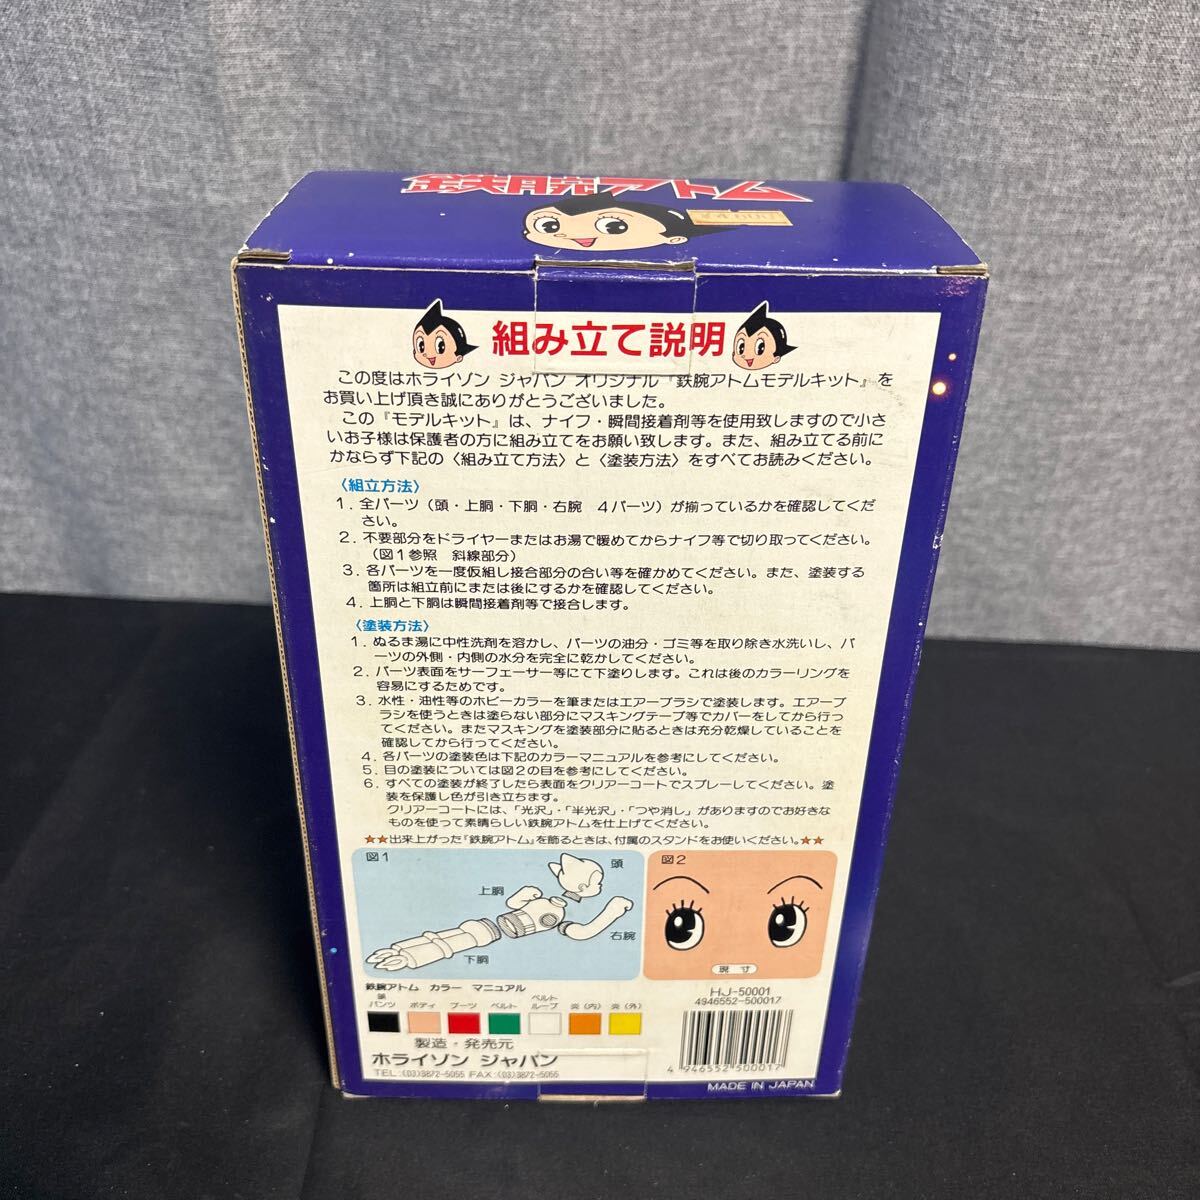 鉄腕アトム
組み立て説明
この度はホライゾン ジャパン オリジナル『鉄腕アトムモデルキット』を
お買い上げ頂き誠にありがとうございました。
この『モデルキット』は、ナイフ・瞬間接着剤等を使用致しますので小さ
いお子様は保護者の方に組み立てをお願い致します。また、組み立てる前に
かならず下記の〈組み立て方法〉と〈塗装方法〉をすべてお読みください。
〈組立方法〉
1. 全パーツ（頭・上胴・下胴・右腕 4パーツ）が揃っているかを確認してくだ
さい。
2. 不要部分をドライヤーまたはお湯で暖めてからナイフ等で切り取ってください。
（図1参照 斜線部分）
3. 各パーツを一度仮組し接合部分の合い等を確かめてください。また、塗装する
箇所は組立前にまたは後にするかを確認してください。
4. 上胴と下胴は瞬間接着剤等で接合します。
〈塗装方法〉
1. ぬるま湯に中性洗剤を溶かし、パーツの油分・ゴミ等を取り除き水洗いし、パ
ーツの外側・内側の水分を完全に乾かしてください。
2. パーツ表面をサーフェーサー等にて下塗りします。これは後のカラーリングを
容易にするためです。
3. 水性・油性等のホビーカラーを筆またはエアーブラシで塗装します。エアーブ
ラシを使うときは塗らない部分にマスキングテープ等でカバーをしてから行っ
てください。またマスキングを塗装部分に貼るときは充分乾燥していることを
確認してから行ってください。
4. 各パーツの塗装色は下記のカラーマニュアルを参考にしてください。
5. 目の塗装については図2の目を参考にしてください。
6. すべての塗装が終了したら表面をクリアーコートでスプレーしてください。塗
装を保護し色が引き立ちます。
クリアーコートには、「光沢」・「半光沢」・「つや消し」がありますのでお好きな
ものを使って素晴らしい鉄腕アトムを仕上げてください。
★★出来上がった『鉄腕アトム』を飾るときは、付属のスタンドをお使いください。★★
図1
頭
上胴
右腕
下胴
図2
現寸
鉄腕アトム カラー マニュアル
パンツ ボディ ブーツ ベルト ベルトループ 炎（内） 炎（外）
製造・発売元
ホライゾン ジャパン
TEL:(03)3872-5055 FAX:(03)3872-5055
HJ-50001
4946552-500017
4 946552 500017
MADE IN JAPAN